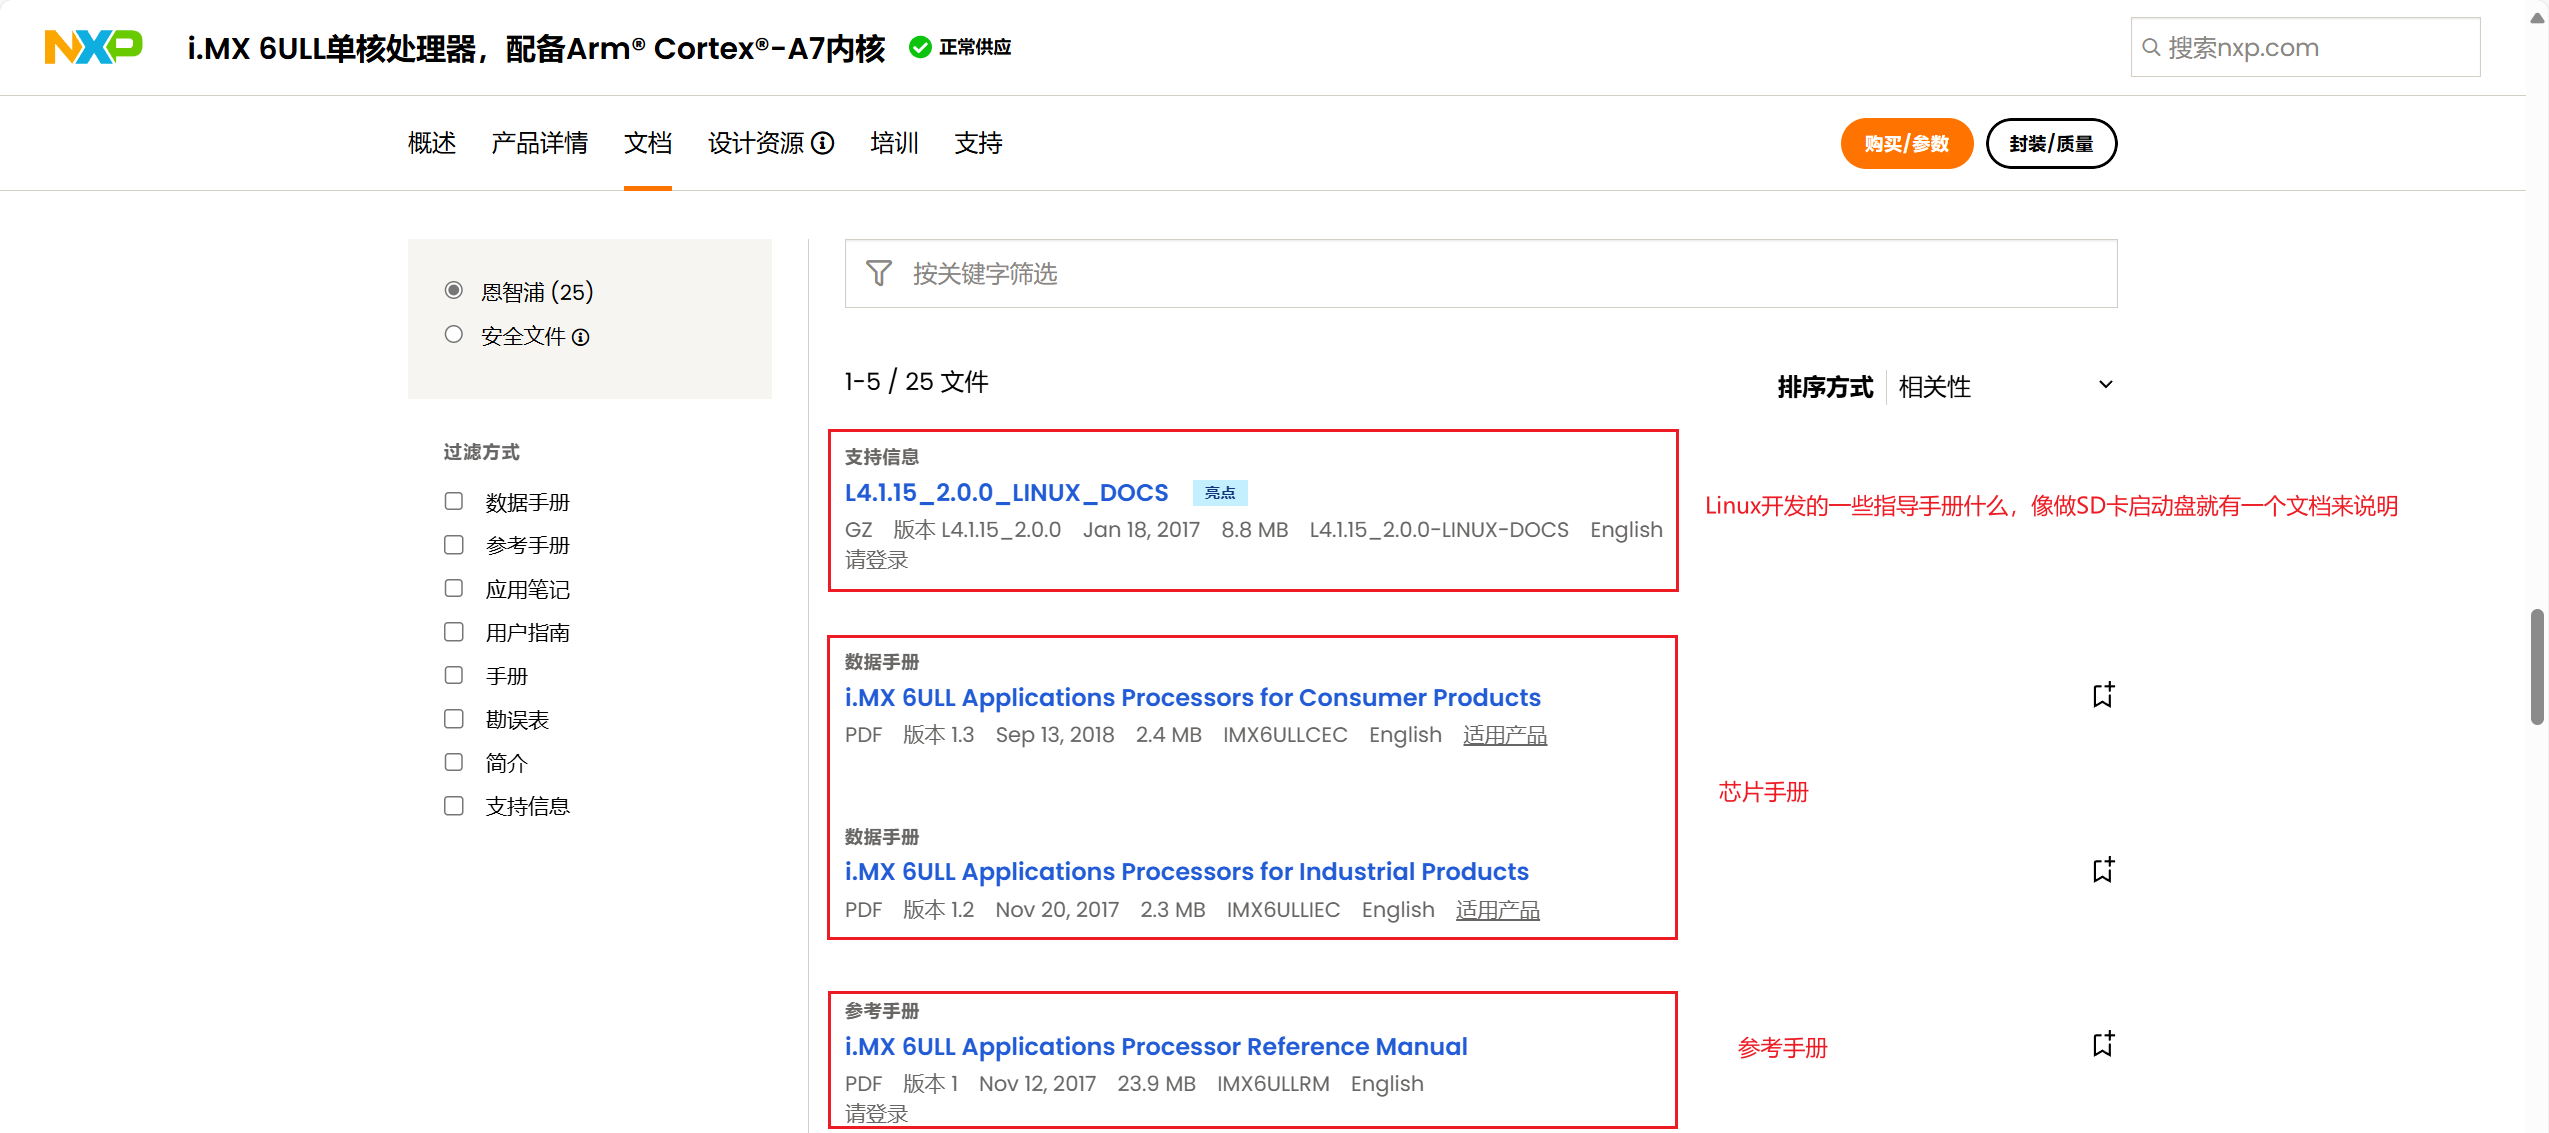 NXP
i.MX 6ULL单核处理器，配备Arm® Cortex®-A7内核
正常供应
搜索nxp.com
概述 产品详情 文档 设计资源 培训 支持
购买/参数 封装/质量
恩智浦 (25)
安全文件
过滤方式
数据手册
参考手册
应用笔记
用户指南
手册
勘误表
简介
支持信息
按关键字筛选
1-5 / 25 文件
排序方式 相关性
支持信息
L4.1.15_2.0.0_LINUX_DOCS 亮点
GZ 版本 L4.1.15_2.0.0 Jan 18, 2017 8.8 MB L4.1.15_2.0.0-LINUX-DOCS English
请登录
Linux开发的一些指导手册什么，像做SD卡启动盘就有一个文档来说明
数据手册
i.MX 6ULL Applications Processors for Consumer Products
PDF 版本 1.3 Sep 13, 2018 2.4 MB IMX6ULLCEC English 适用产品
芯片手册
数据手册
i.MX 6ULL Applications Processors for Industrial Products
PDF 版本 1.2 Nov 20, 2017 2.3 MB IMX6ULLIEC English 适用产品
参考手册
i.MX 6ULL Applications Processor Reference Manual
参考手册
PDF 版本 1 Nov 12, 2017 23.9 MB IMX6ULLRM English
请登录